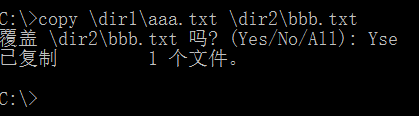 C:\>copy \dir1\aaa.txt \dir2\bbb.txt
覆盖 \dir2\bbb.txt 吗? (Yes/No/All): Yse
已复制         1 个文件。
C:\>